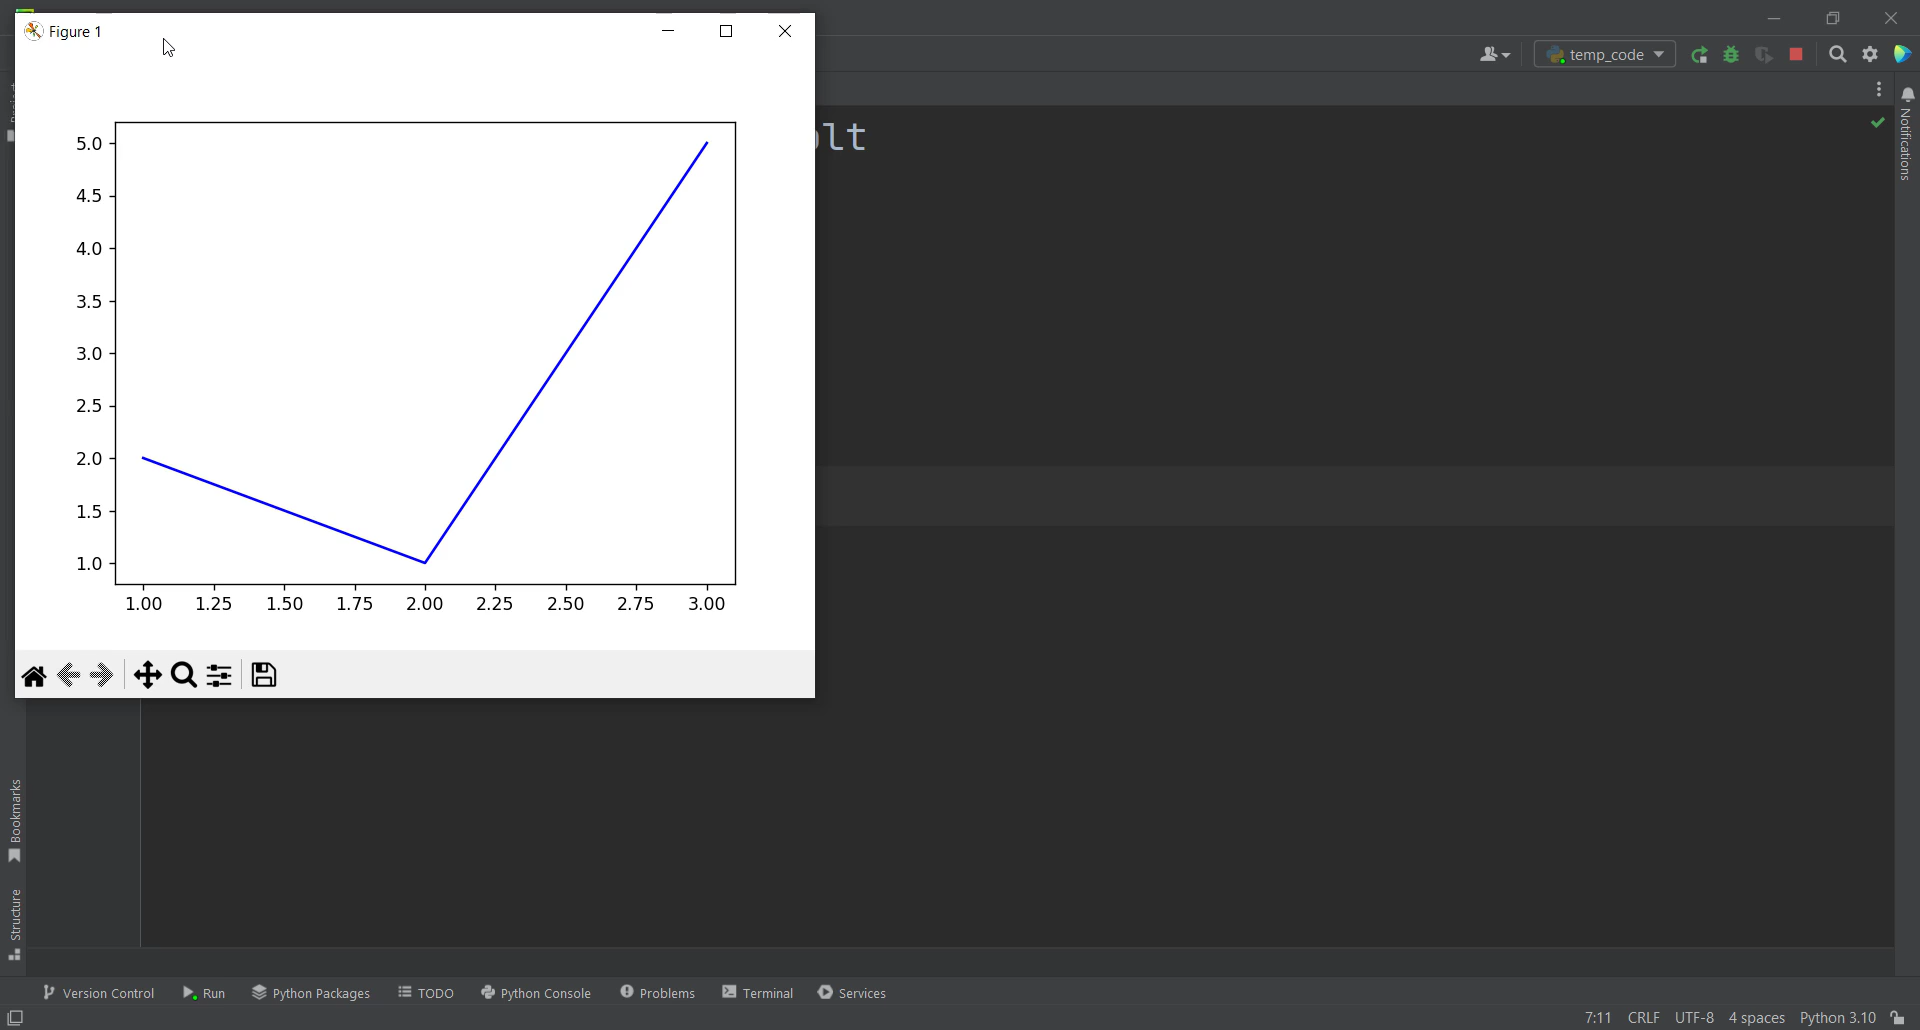 Figure 1
temp_code
lt
Notifications
5.0
4.5
4.0
3.5
3.0
2.5
2.0
1.5
1.0
1.00 1.25 1.50 1.75 2.00 2.25 2.50 2.75 3.00
Bookmarks
Structure
Version Control Run Python Packages TODO Python Console Problems Terminal Services
7:11 CRLF UTF-8 4 spaces Python 3.10